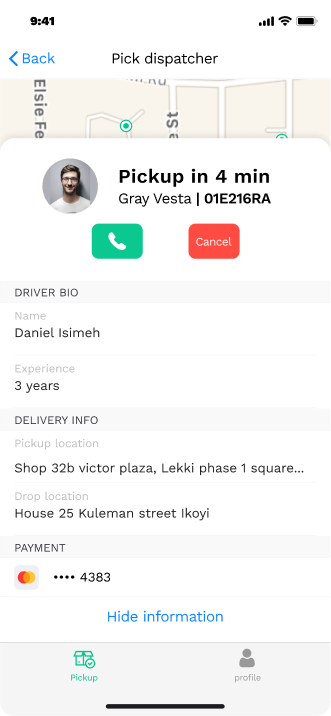 9:41
Back
Pick dispatcher
Elsie Fe
St a
Pickup in 4 min
Gray Vesta | 01E216RA
Cancel
DRIVER BIO
Name
Daniel Isimeh
Experience
3 years
DELIVERY INFO
Pickup location
Shop 32b victor plaza, Lekki phase 1 square...
Drop location
House 25 Kuleman street Ikoyi
PAYMENT
•••• 4383
Hide information
Pickup
profile